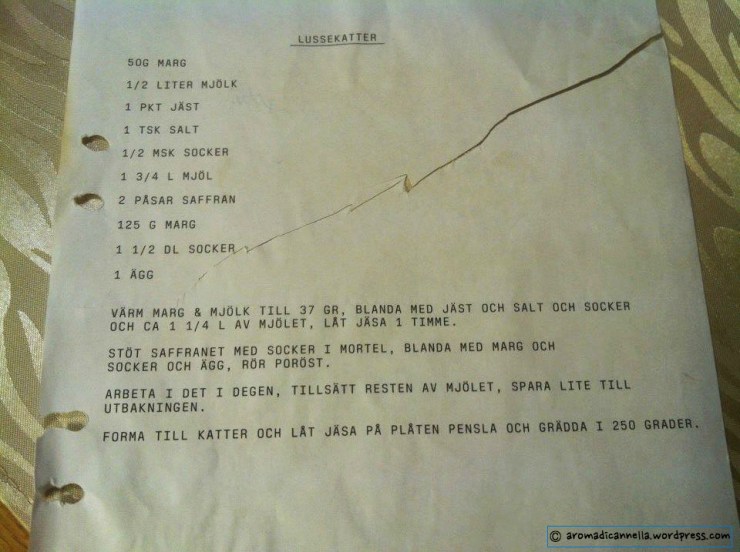 LUSSEKATTER
50G MARG
1/2 LITER MJÖLK
1 PKT JÄST
1 TSK SALT
1/2 MSK SOCKER
1 3/4 L MJÖL
2 PÅSAR SAFFRAN
125 G MARG
1 1/2 DL SOCKER
1 ÄGG
VÄRM MARG & MJÖLK TILL 37 GR, BLANDA MED JÄST OCH SALT OCH SOCKER
OCH CA 1 1/4 L AV MJÖLET, LÅT JÄSA 1 TIMME.
STÖT SAFFRANET MED SOCKER I MORTEL, BLANDA MED MARG OCH
SOCKER OCH ÄGG, RÖR PORÖST.
ARBETA I DET I DEGEN, TILLSÄTT RESTEN AV MJÖLET, SPARA LITE TILL
UTBAKNINGEN.
FORMA TILL KATTER OCH LÅT JÄSA PÅ PLÅTEN PENSLA OCH GRÄDDA I 250 GRADER.
© aromadicannella.wordpress.com